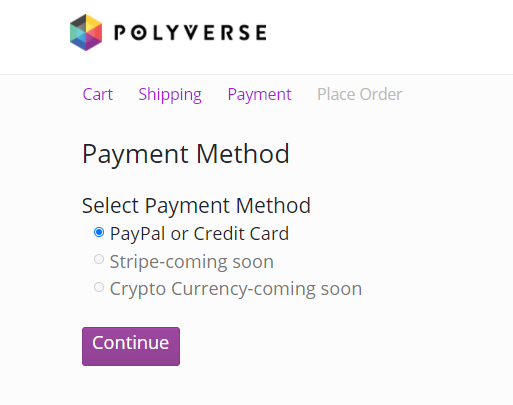 POLYVERSE
Cart Shipping Payment Place Order
Payment Method
Select Payment Method
PayPal or Credit Card
Stripe-coming soon
Crypto Currency-coming soon
Continue